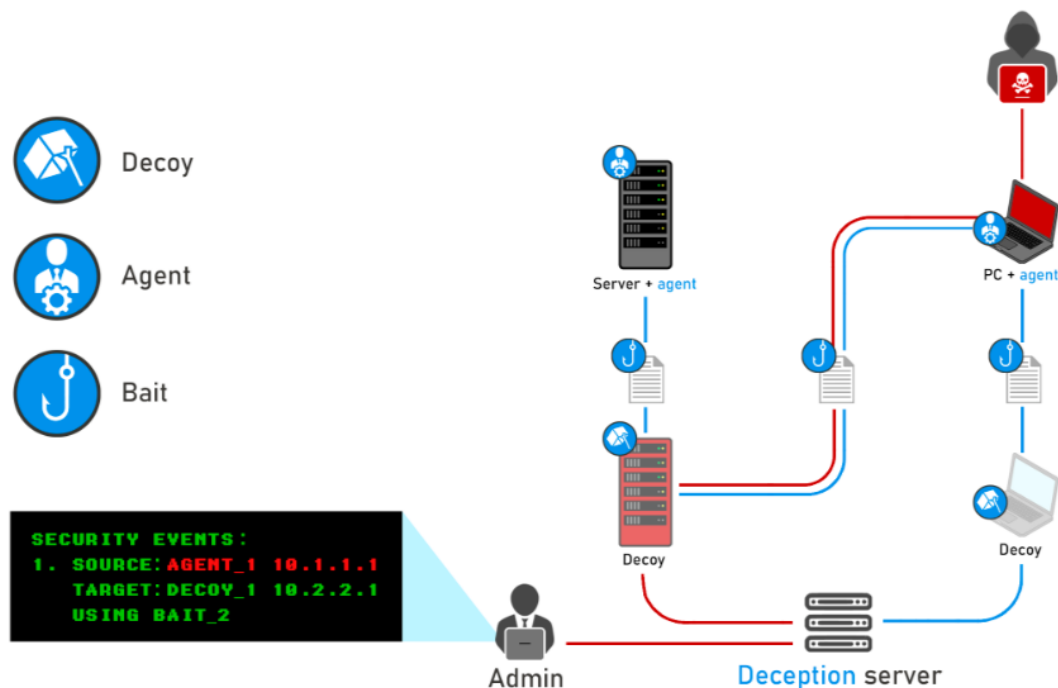 Decoy
Agent
Bait
Server + agent
PC + agent
Decoy
Decoy
SECURITY EVENTS:
1. SOURCE:AGENT_1 10.1.1.1
TARGET:DECOY_1 10.2.2.1
USING BAIT_2
Admin
Deception server